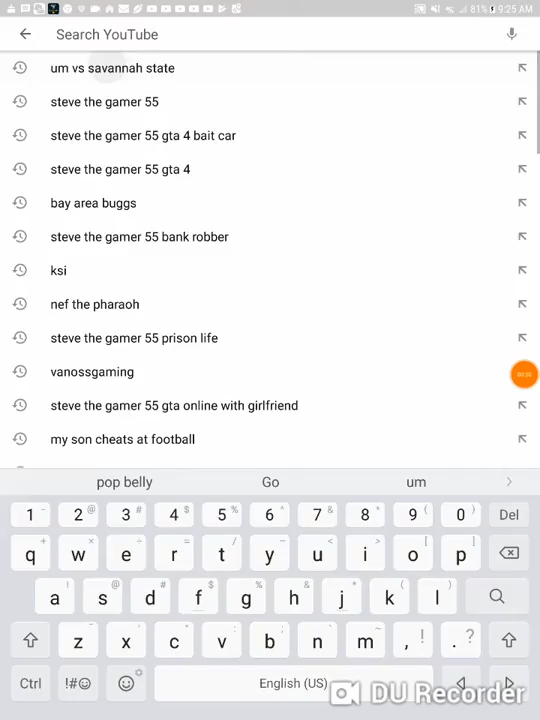 81% 9:25 AM
Search YouTube
um vs savannah state
steve the gamer 55
steve the gamer 55 gta 4 bait car
steve the gamer 55 gta 4
bay area buggs
steve the gamer 55 bank robber
ksi
nef the pharaoh
steve the gamer 55 prison life
vanossgaming
steve the gamer 55 gta online with girlfriend
my son cheats at football
pop belly Go um
1 2 @ 3 # 4 $ 5 % 6 ^ 7 & 8 * 9 ( 0 ) Del
q + w × e ÷ r = t / y _ u < i > o [ p ]
a ! s @ d # f $ g % h & j * k ( l )
z x c v b n m , ! . ?
Ctrl !#☺ English (US)
DU Recorder